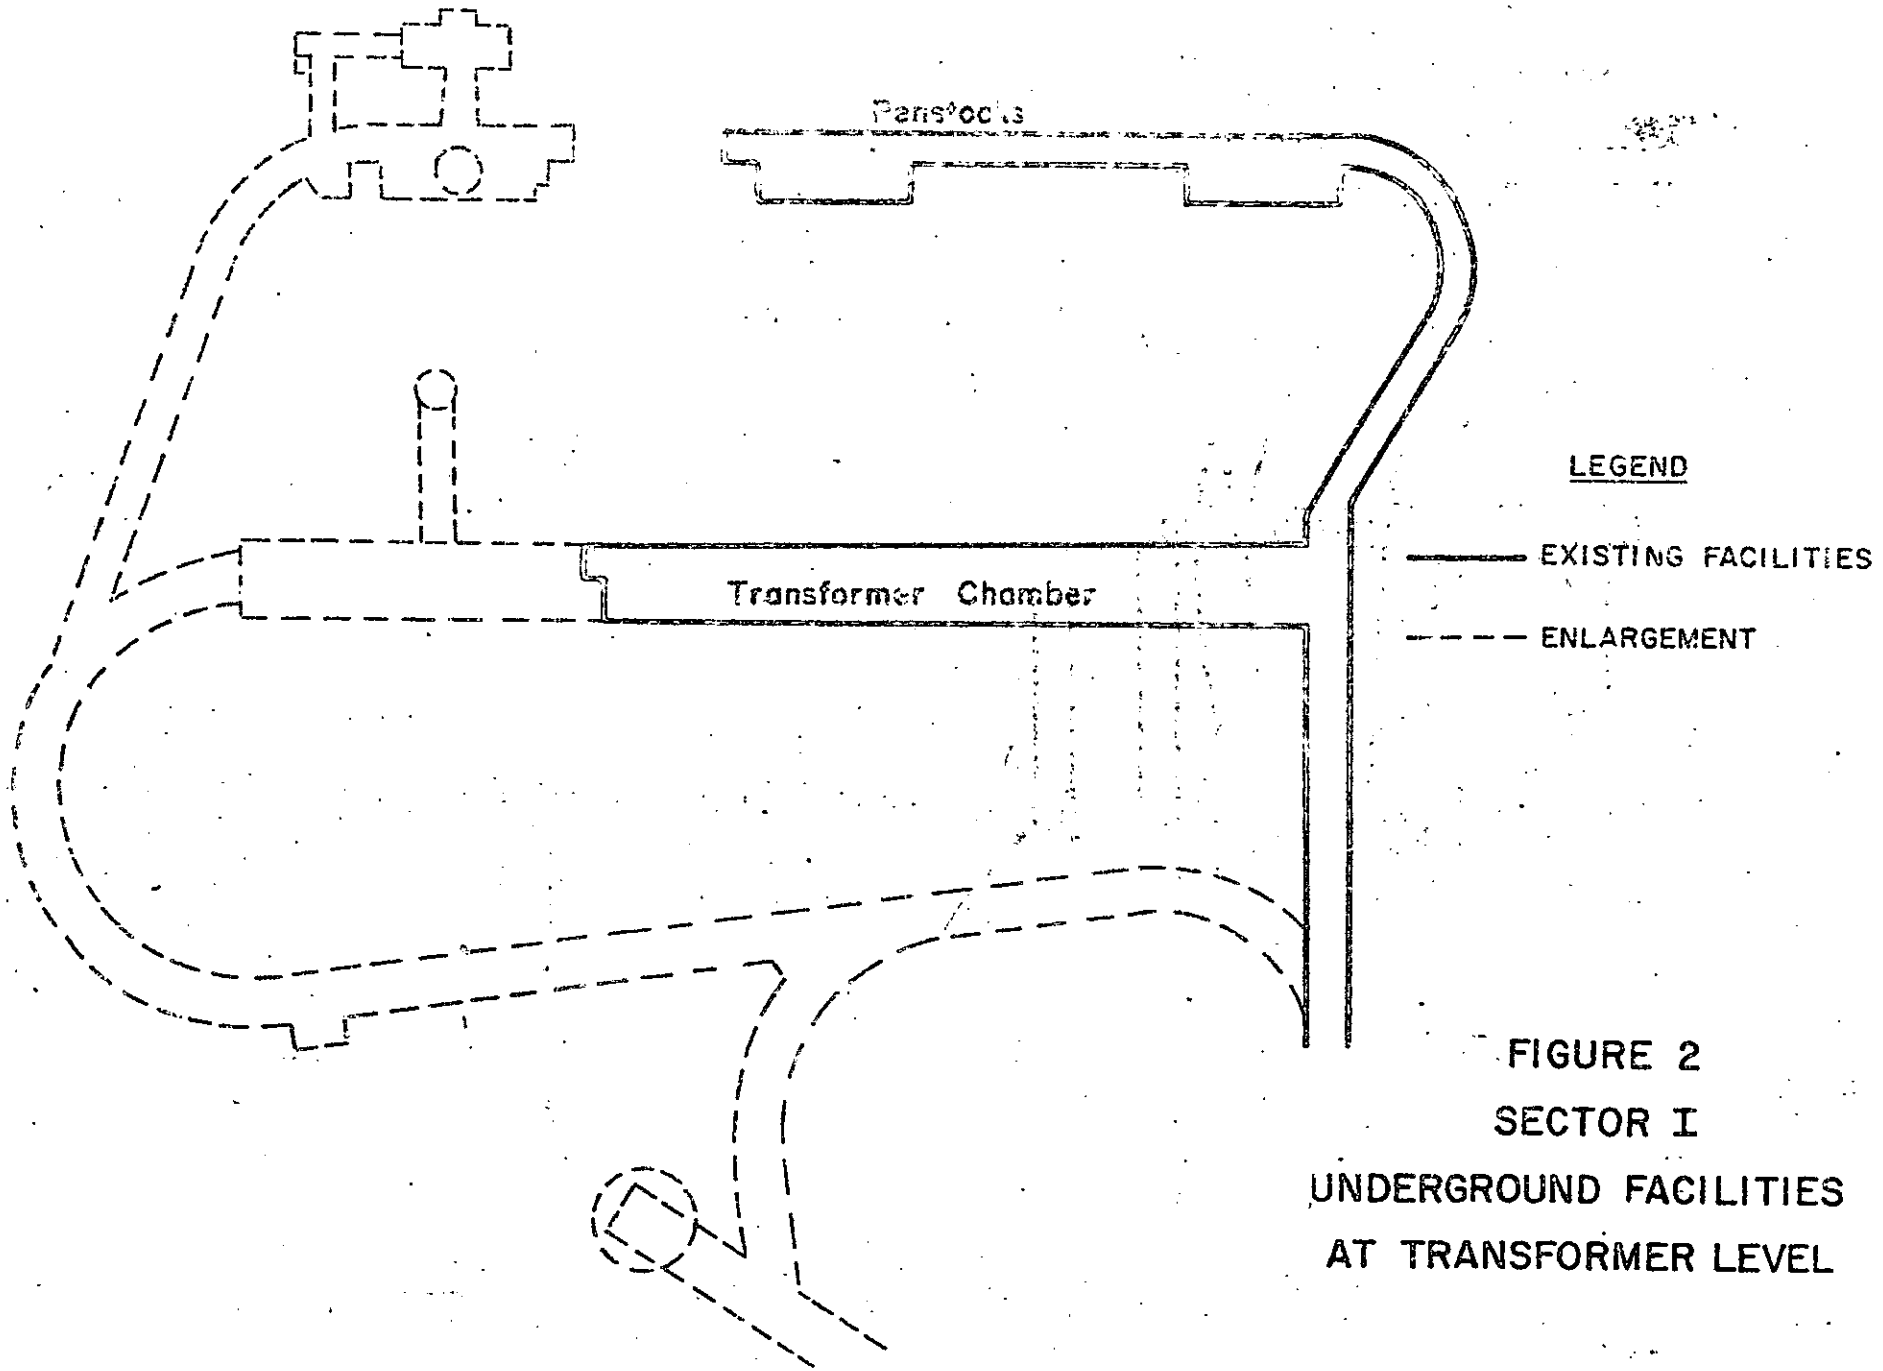 Penstocks
Transformer Chamber
LEGEND
EXISTING FACILITIES
ENLARGEMENT
FIGURE 2
SECTOR I
UNDERGROUND FACILITIES
AT TRANSFORMER LEVEL